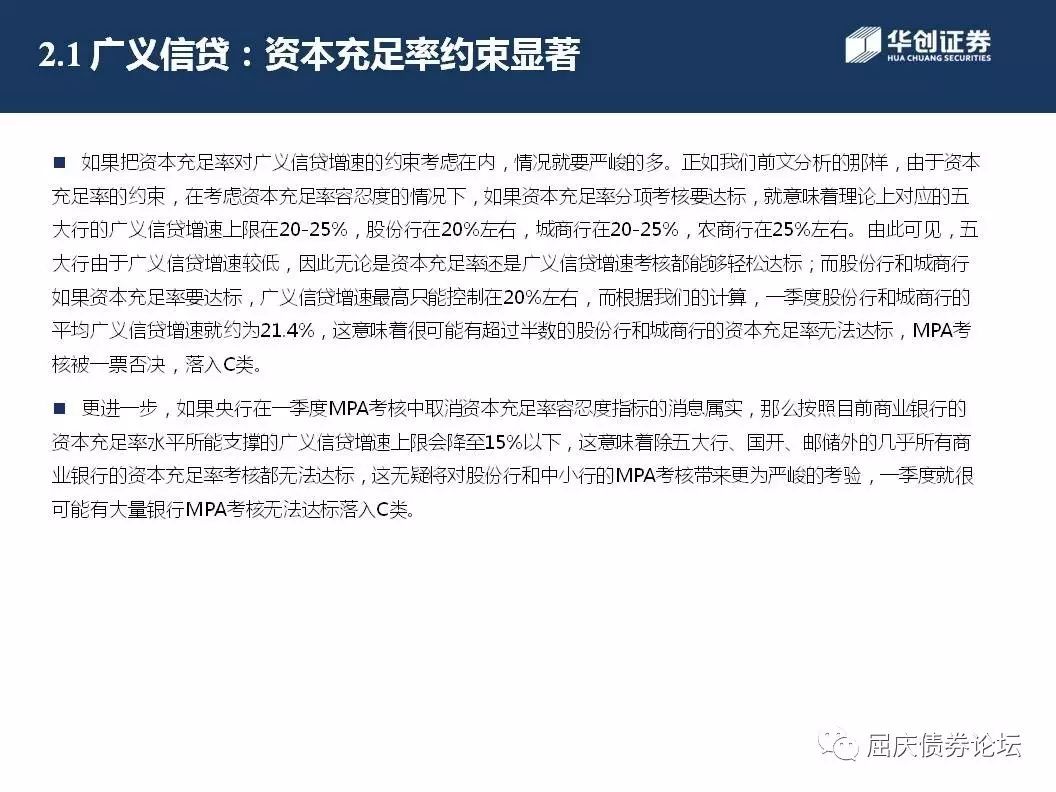 2.1 广义信贷：资本充足率约束显著
华创证券
HUA CHUANG SECURITIES
■ 如果把资本充足率对广义信贷增速的约束考虑在内，情况就要严峻的多。正如我们前文分析的那样，由于资本
充足率的约束，在考虑资本充足率容忍度的情况下，如果资本充足率分项考核要达标，就意味着理论上对应的五
大行的广义信贷增速上限在20-25%，股份行在20%左右，城商行在20-25%，农商行在25%左右。由此可见，五
大行由于广义信贷增速较低，因此无论是资本充足率还是广义信贷增速考核都能够轻松达标；而股份行和城商行
如果资本充足率要达标，广义信贷增速最高只能控制在20%左右，而根据我们的计算，一季度股份行和城商行的
平均广义信贷增速就约为21.4%，这意味着很可能有超过半数的股份行和城商行的资本充足率无法达标，MPA考
核被一票否决，落入C类。
■ 更进一步，如果央行在一季度MPA考核中取消资本充足率容忍度指标的消息属实，那么按照目前商业银行的
资本充足率水平所能支撑的广义信贷增速上限会降至15%以下，这意味着除五大行、国开、邮储外的几乎所有商
业银行的资本充足率考核都无法达标，这无疑将对股份行和中小行的MPA考核带来更为严峻的考验，一季度就很
可能有大量银行MPA考核无法达标落入C类。
屈庆债券论坛